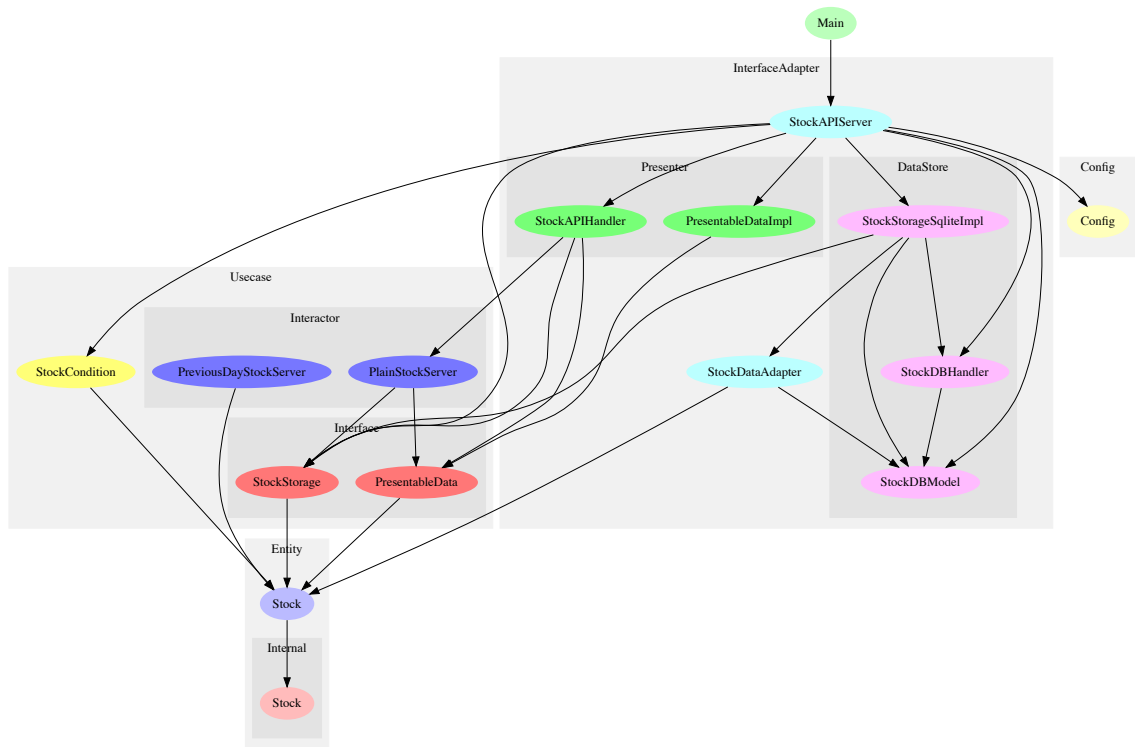 Main
InterfaceAdapter
StockAPIServer
Presenter
DataStore
Config
StockAPIHandler
PresentableDataImpl
StockStorageSqliteImpl
Config
Usecase
Interactor
StockCondition
PreviousDayStockServer
PlainStockServer
StockDataAdapter
StockDBHandler
Interface
StockStorage
PresentableData
StockDBModel
Entity
Stock
Internal
Stock